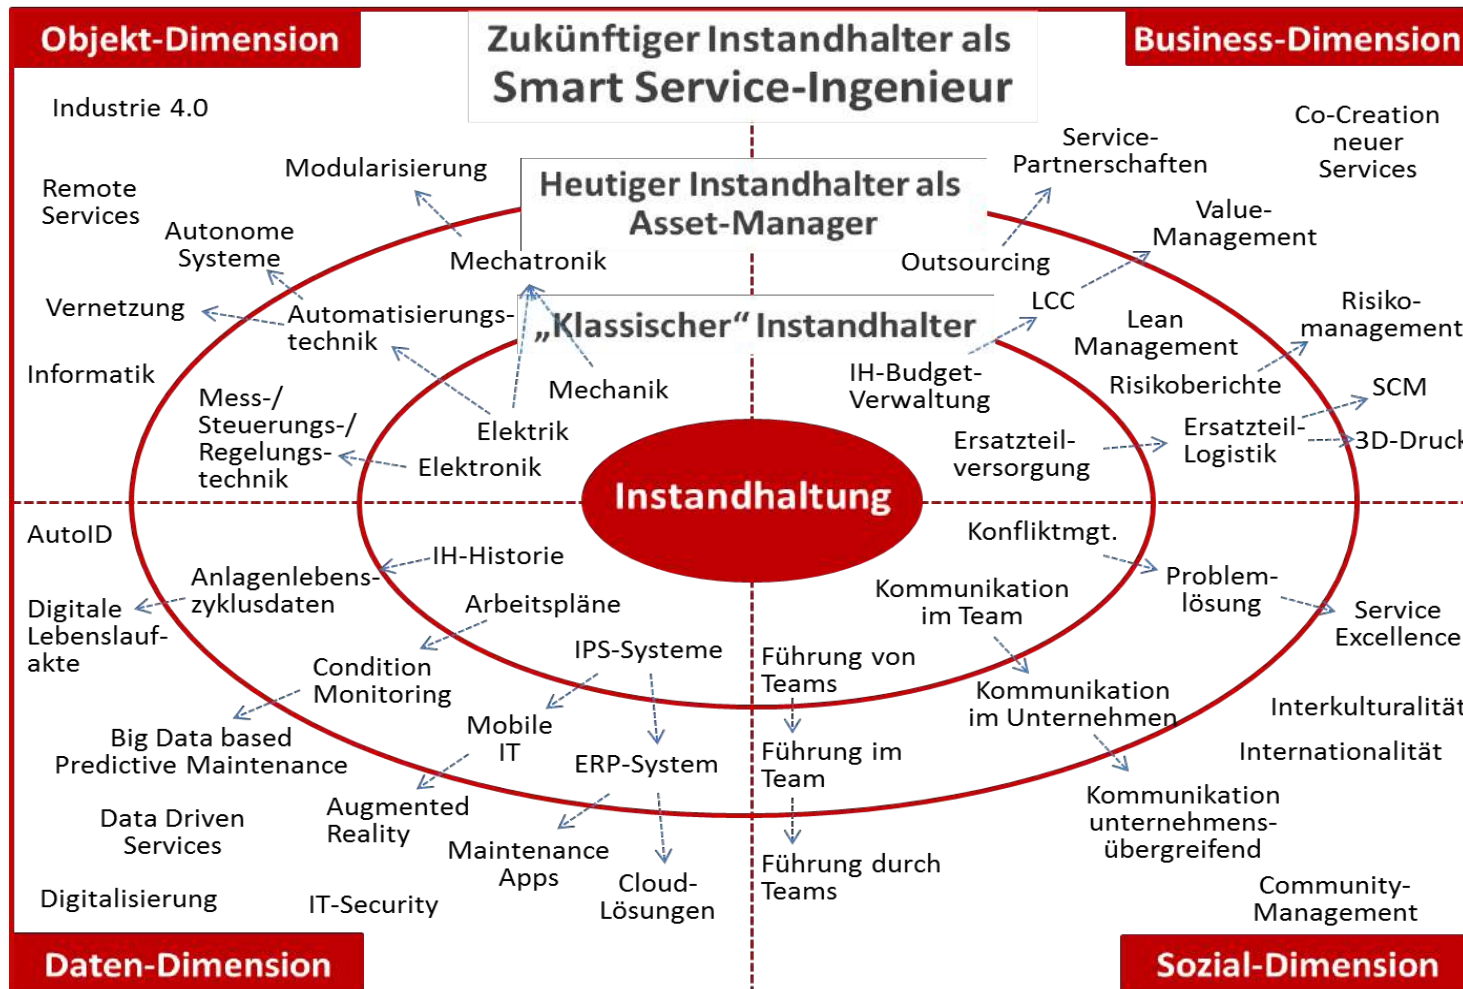 Objekt-Dimension
Zukünftiger Instandhalter als
Smart Service-Ingenieur
Business-Dimension
Industrie 4.0
Remote
Services
Modularisierung
Autonome
Systeme
Vernetzung
Informatik
Heutiger Instandhalter als
Asset-Manager
Mechatronik
Automatisierungs-
technik
Mess-/
Steuerungs-/
Regelungs-
technik
„Klassischer“ Instandhalter
Mechanik
Elektrik
Elektronik
Service-
Partnerschaften
Co-Creation
neuer
Services
Value-
Management
Outsourcing
LCC
Lean
Management
Risiko-
management
Risikoberichte
IH-Budget-
Verwaltung
SCM
Ersatzteil-
Logistik
3D-Druck
Ersatzteil-
versorgung
Instandhaltung
AutoID
IH-Historie
Anlagenlebens-
zyklusdaten
Digitale
Lebenslauf-
akte
Arbeitspläne
IPS-Systeme
Condition
Monitoring
Mobile
IT
ERP-System
Big Data based
Predictive Maintenance
Augmented
Reality
Data Driven
Services
Maintenance
Apps
Cloud-
Lösungen
Digitalisierung
IT-Security
Konfliktmgt.
Problem-
lösung
Kommunikation
im Team
Service
Excellence
Führung von
Teams
Kommunikation
im Unternehmen
Interkulturalität
Internationalität
Führung im
Team
Kommunikation
unternehmens-
übergreifend
Führung durch
Teams
Community-
Management
Daten-Dimension
Sozial-Dimension